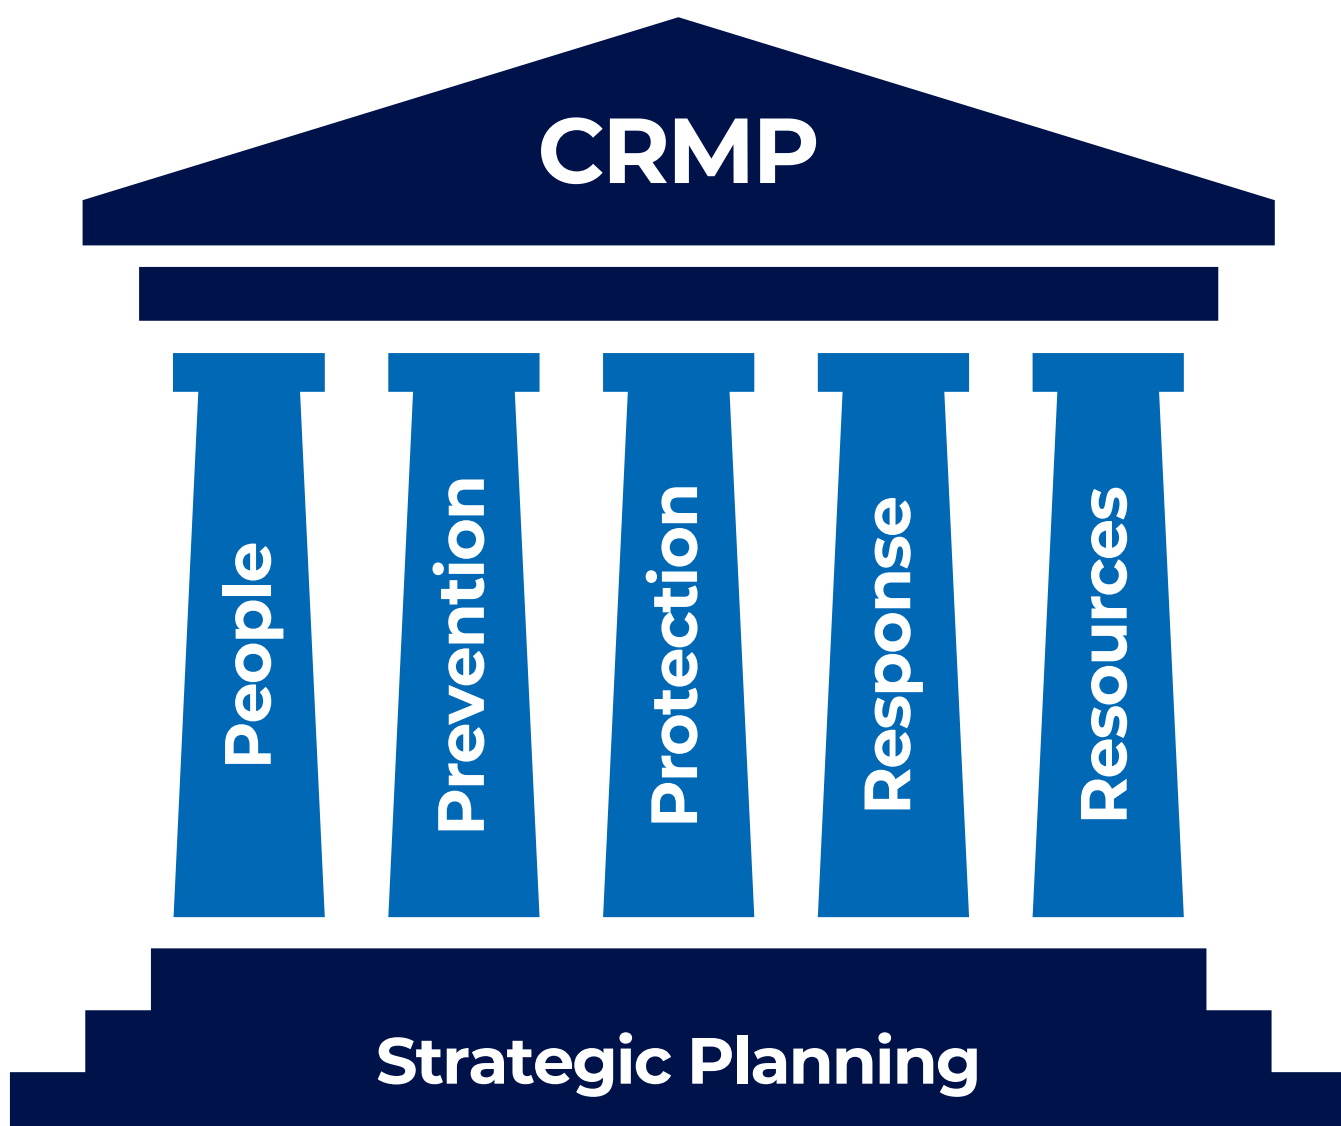 CRMP
People
Prevention
Protection
Response
Resources
Strategic Planning